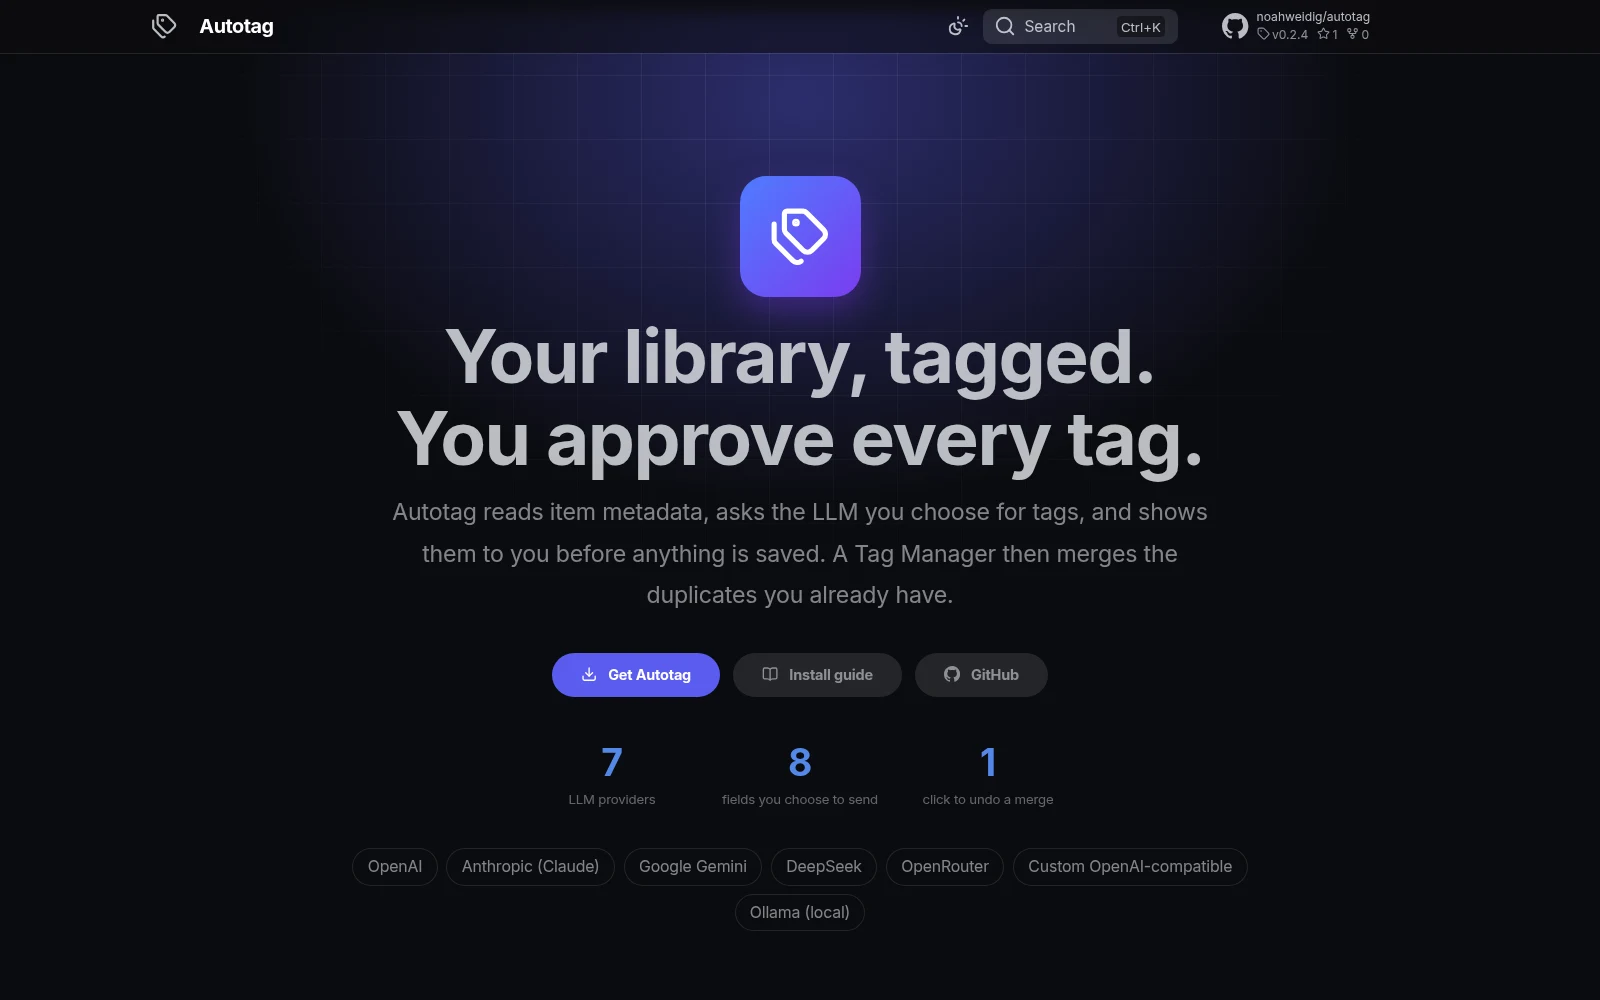 Autotag
Search Ctrl+K
noahweidig/autotag
v0.2.4 1 0
Your library, tagged.
You approve every tag.
Autotag reads item metadata, asks the LLM you choose for tags, and shows
them to you before anything is saved. A Tag Manager then merges the
duplicates you already have.
Get Autotag Install guide GitHub
7 8 1
LLM providers fields you choose to send click to undo a merge
OpenAI Anthropic (Claude) Google Gemini DeepSeek OpenRouter Custom OpenAI-compatible
Ollama (local)